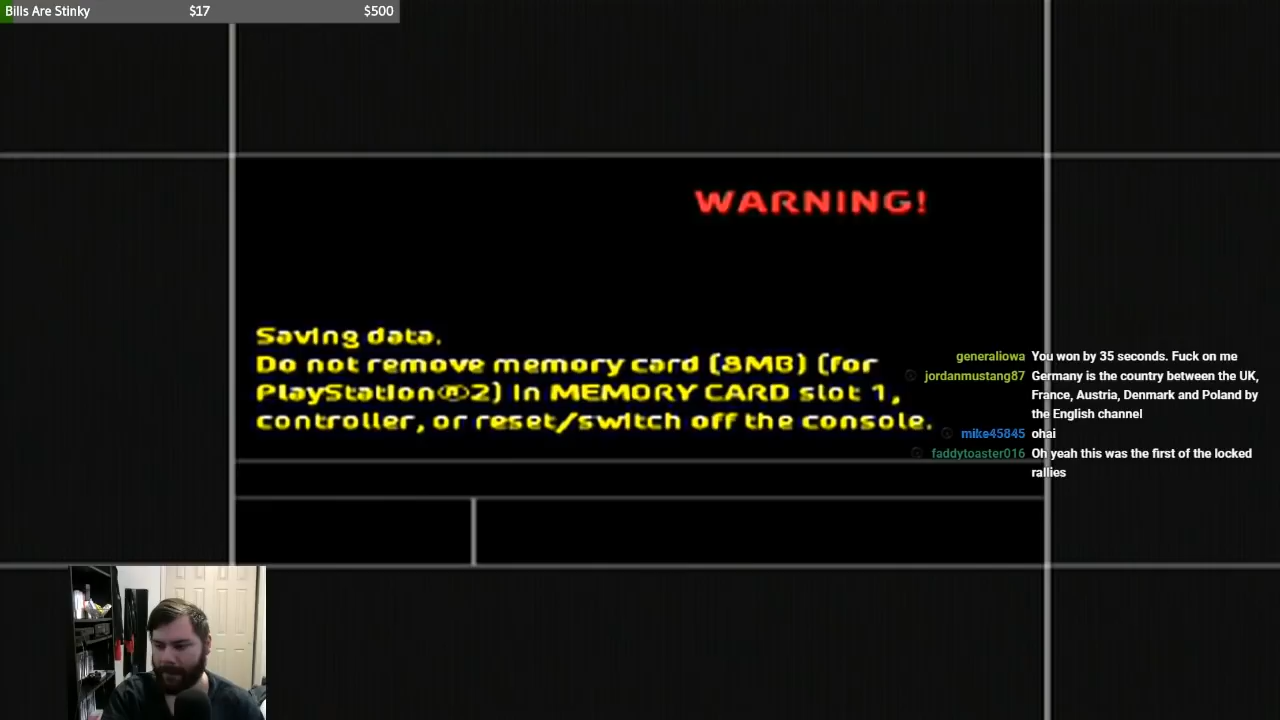 Bills Are Stinky $17 $500
WARNING!
Saving data.
Do not remove memory card (8MB) (for
PlayStation®2) in MEMORY CARD slot 1,
controller, or reset/switch off the console.
generaliowa You won by 35 seconds. Fuck on me
jordanmustang87 Germany is the country between the UK,
France, Austria, Denmark and Poland by
the English channel
mike45845 ohai
faddytoaster016 Oh yeah this was the first of the locked
rallies